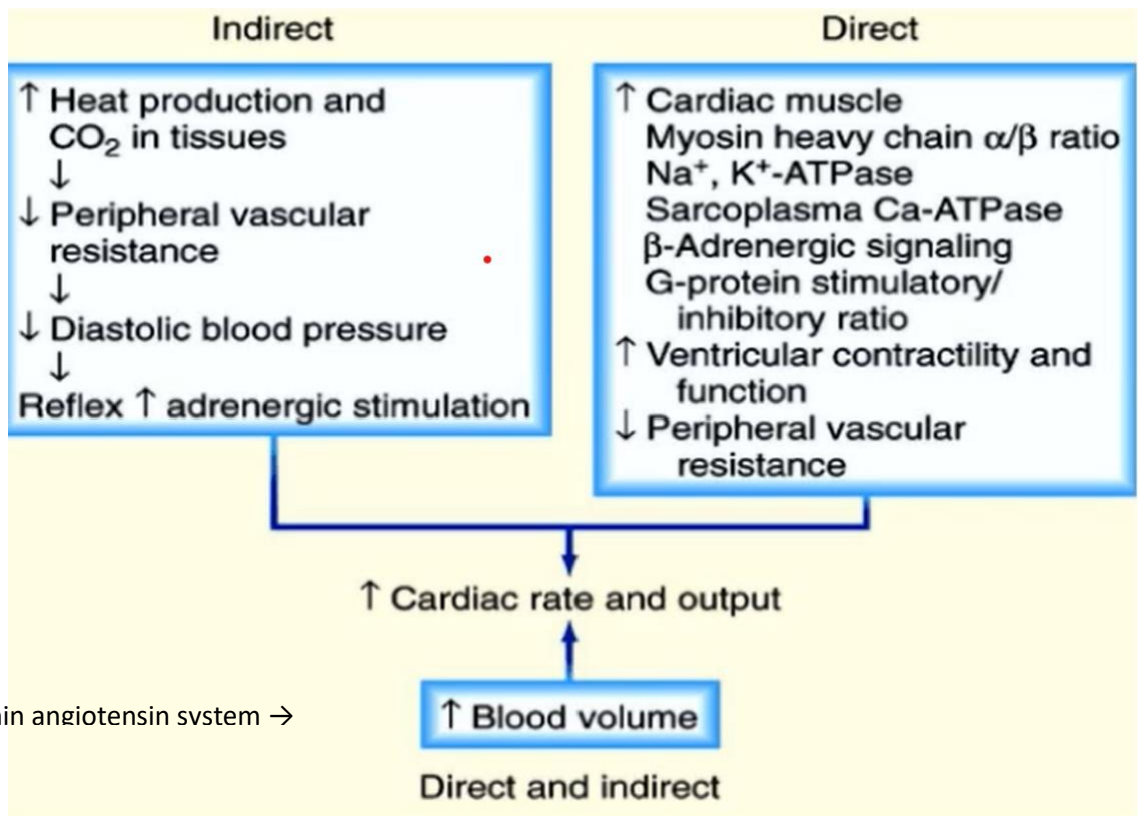 Indirect
↑ Heat production and
CO₂ in tissues
↓
↓ Peripheral vascular
resistance
↓
↓ Diastolic blood pressure
↓
Reflex ↑ adrenergic stimulation
Direct
↑ Cardiac muscle
Myosin heavy chain α/β ratio
Na⁺, K⁺-ATPase
Sarcoplasma Ca-ATPase
β-Adrenergic signaling
G-protein stimulatory/
inhibitory ratio
↑ Ventricular contractility and
function
↓ Peripheral vascular
resistance
↑ Cardiac rate and output
in angiotensin system →
↑ Blood volume
Direct and indirect